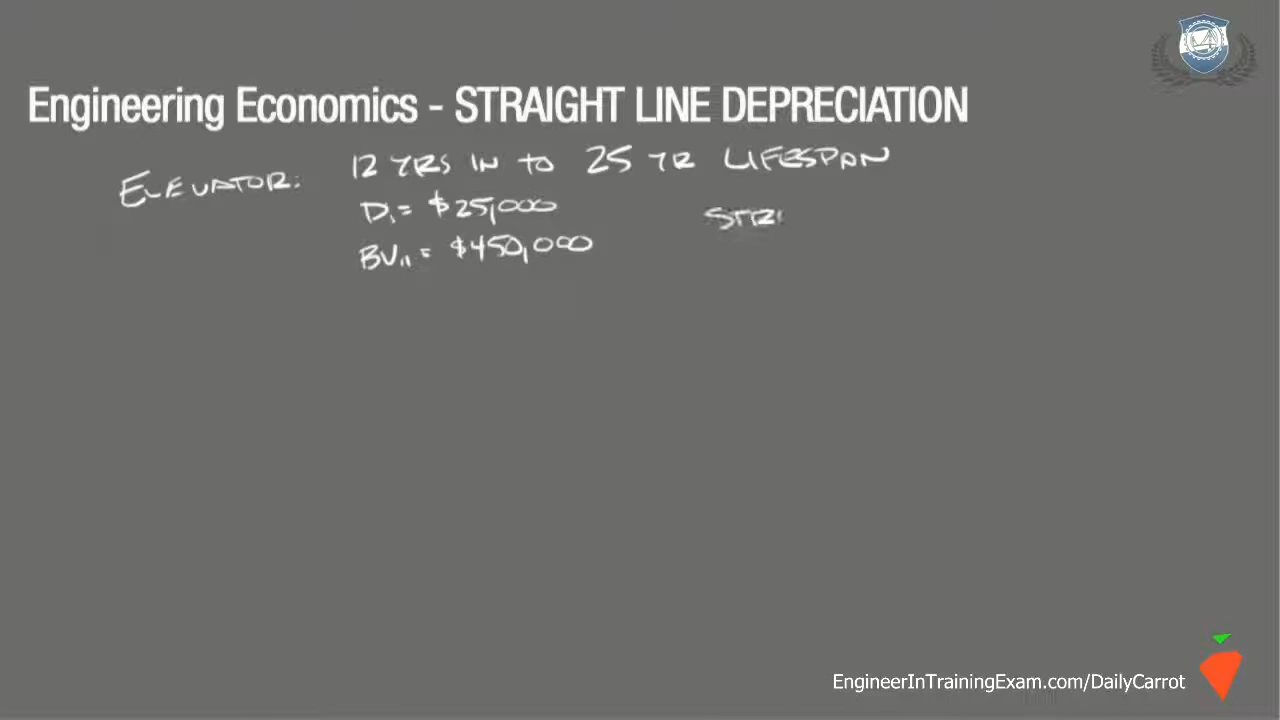 Engineering Economics - STRAIGHT LINE DEPRECIATION
ELEVATOR: 12 YRS IN TO 25 YR LIFESPAN
D₁ = $25,000
STR
BV₁₁ = $450,000
EngineerInTrainingExam.com/DailyCarrot